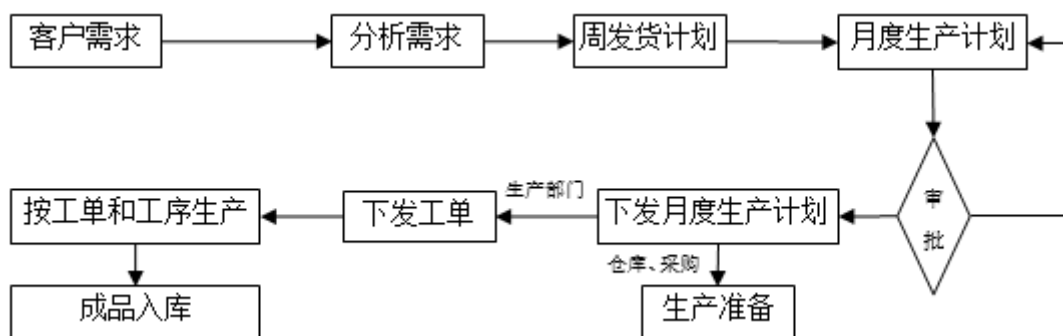 客户需求
分析需求
周发货计划
月度生产计划
按工单和工序生产
下发工单
生产部门
下发月度生产计划
审
批
仓库、采购
成品入库
生产准备